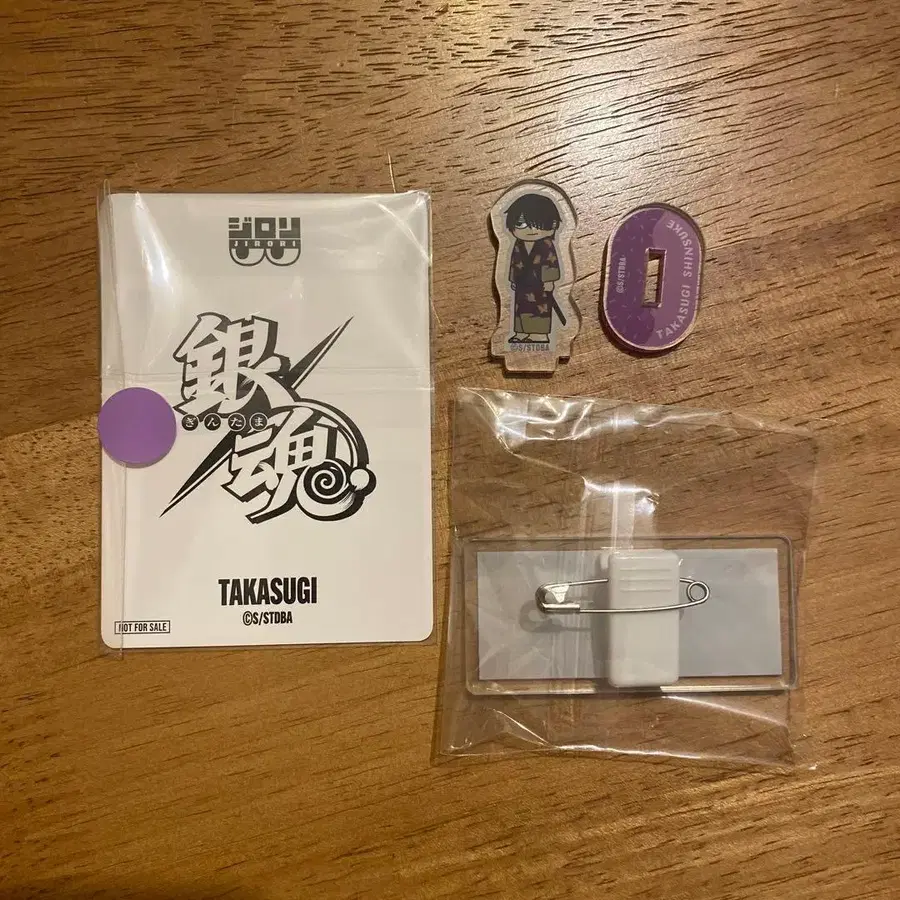 ジロリ
JIRORI
銀
ぎんたま
魂
TAKASUGI
©S/STDBA
NOT FOR SALE
©S/STDBA
©S/STDBA
TAKASUGI SHINSUKE